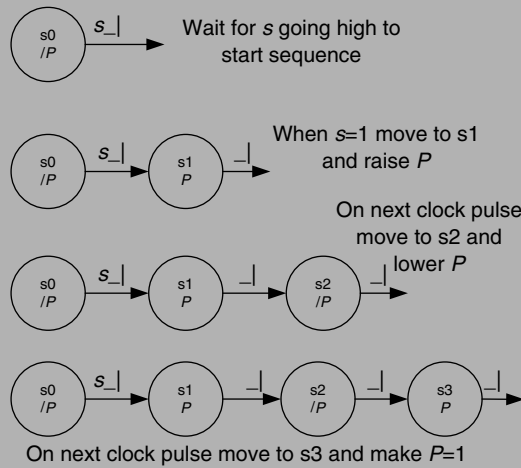 s0
/P
s_|
Wait for s going high to
start sequence
s0
/P
s_|
s1
P
_|
When s=1 move to s1
and raise P
On next clock pulse
move to s2 and
lower P
s0
/P
s_|
s1
P
_|
s2
/P
_|
s0
/P
s_|
s1
P
_|
s2
/P
_|
s3
P
_|
On next clock pulse move to s3 and make P=1